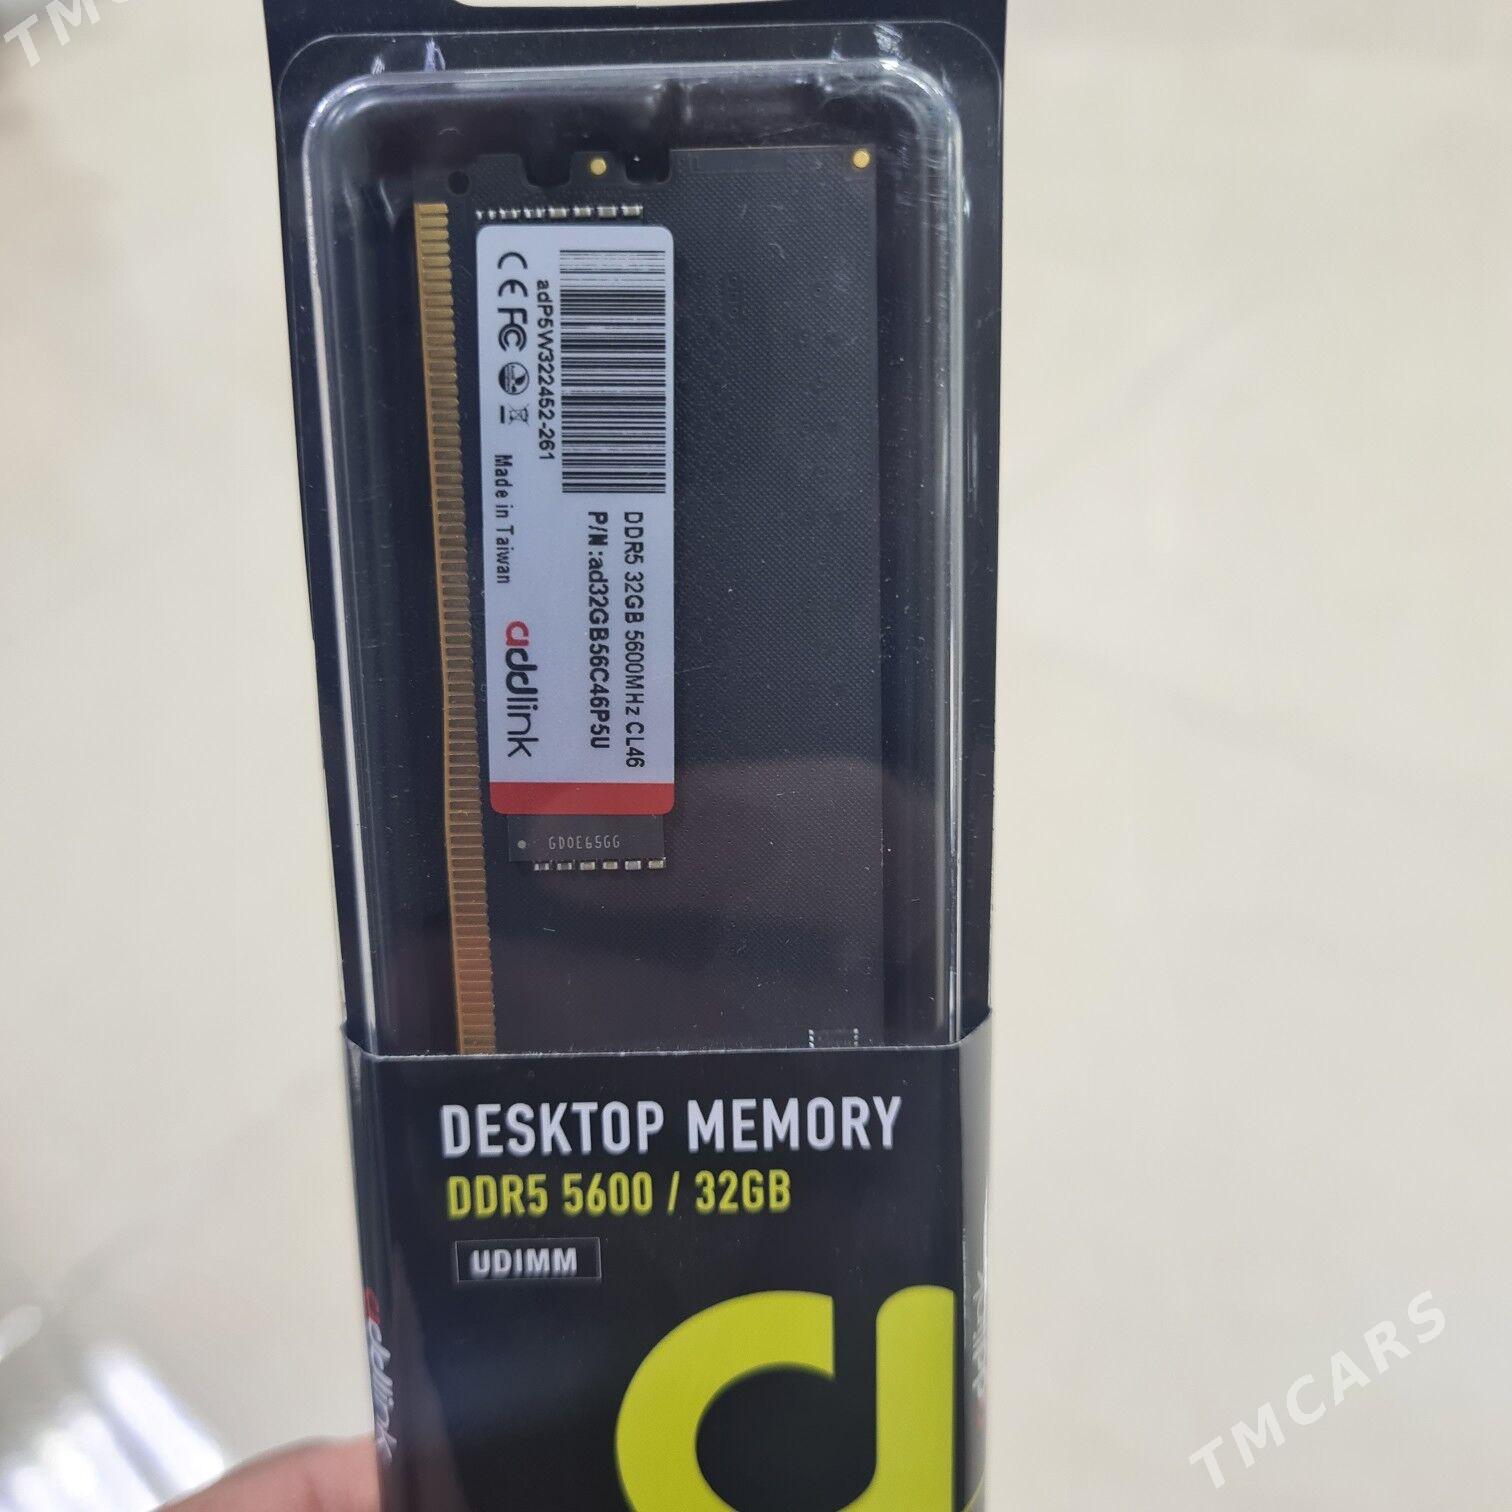 TMCARS
DDR5 32GB 5600MHz CL46
P/N:ad32GB56C46P5U
adP5W322452-261
CE FC
Made in Taiwan
addlink
DESKTOP MEMORY
DDR5 5600 / 32GB
UDIMM
addlink
TMCARS